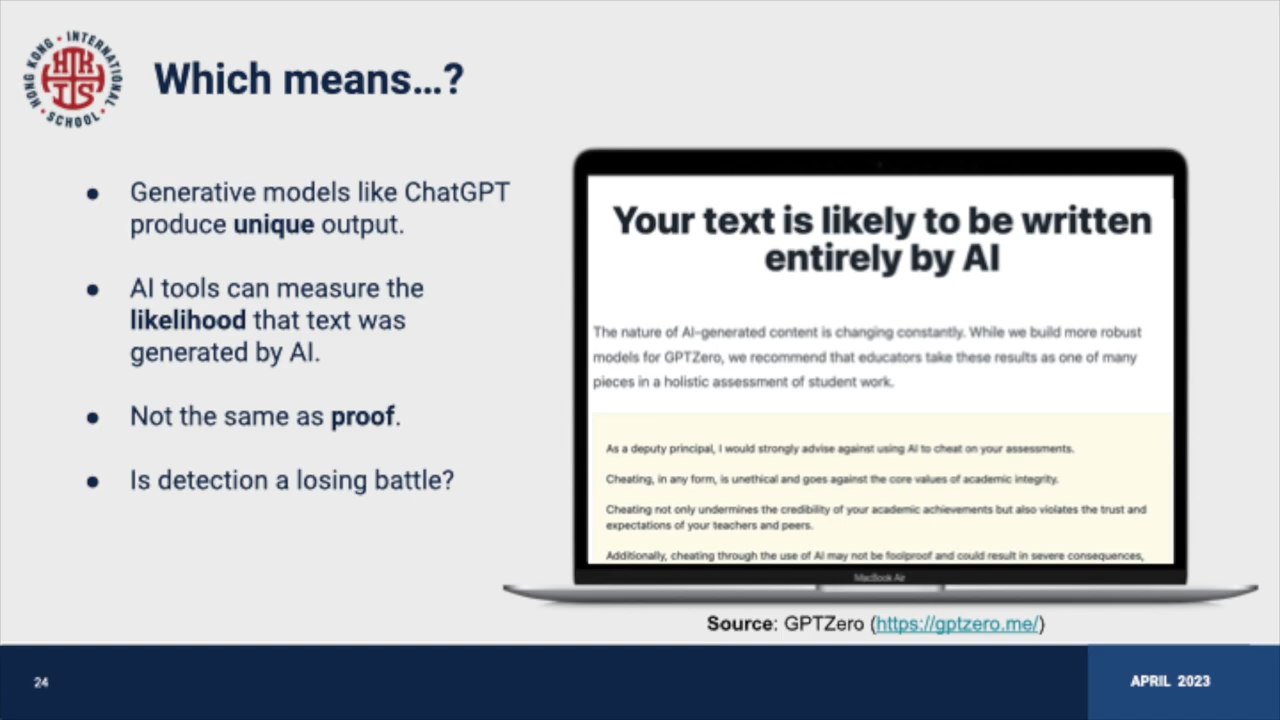 HONG KONG • INTERNATIONAL
SCHOOL •
HK
IS
Which means...?
● Generative models like ChatGPT
produce unique output.
● AI tools can measure the
likelihood that text was
generated by AI.
● Not the same as proof.
● Is detection a losing battle?
Your text is likely to be written
entirely by AI
The nature of AI-generated content is changing constantly. While we build more robust
models for GPTZero, we recommend that educators take these results as one of many
pieces in a holistic assessment of student work.
As a deputy principal, I would strongly advise against using AI to cheat on your assessments.
Cheating, in any form, is unethical and goes against the core values of academic integrity.
Cheating not only undermines the credibility of your academic achievements but also violates the trust and
expectations of your teachers and peers.
Additionally, cheating through the use of AI may not be foolproof and could result in severe consequences,
MacBook Air
Source: GPTZero (https://gptzero.me/)
24
APRIL 2023